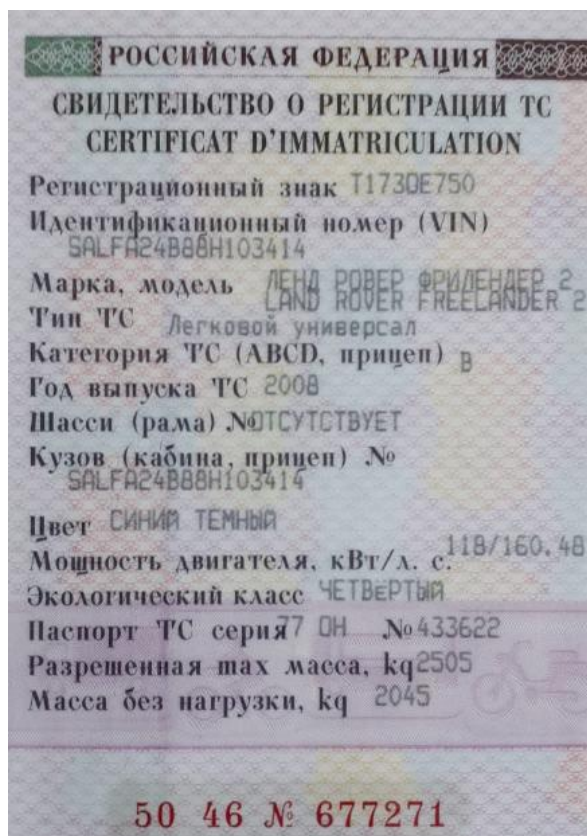 РОССИЙСКАЯ ФЕДЕРАЦИЯ
СВИДЕТЕЛЬСТВО О РЕГИСТРАЦИИ ТС
CERTIFICAT D'IMMATRICULATION
Регистрационный знак Т173ОЕ750
Идентификационный номер (VIN)
SALFA24B88H103414
Марка, модель ЛЕНД РОВЕР ФРИЛЕНДЕР 2
LAND ROVER FREELANDER 2
Тип ТС Легковой универсал
Категория ТС (ABCD, прицеп) В
Год выпуска ТС 2008
Шасси (рама) № ОТСУТСТВУЕТ
Кузов (кабина, прицеп) №
SALFA24B88H103414
Цвет СИНИЙ ТЕМНЫЙ
Мощность двигателя, кВт/л. с. 118/160.48
Экологический класс ЧЕТВЕРТЫЙ
Паспорт ТС серия 77 ОН № 433622
Разрешенная max масса, kg 2505
Масса без нагрузки, kg 2045
50 46 № 677271